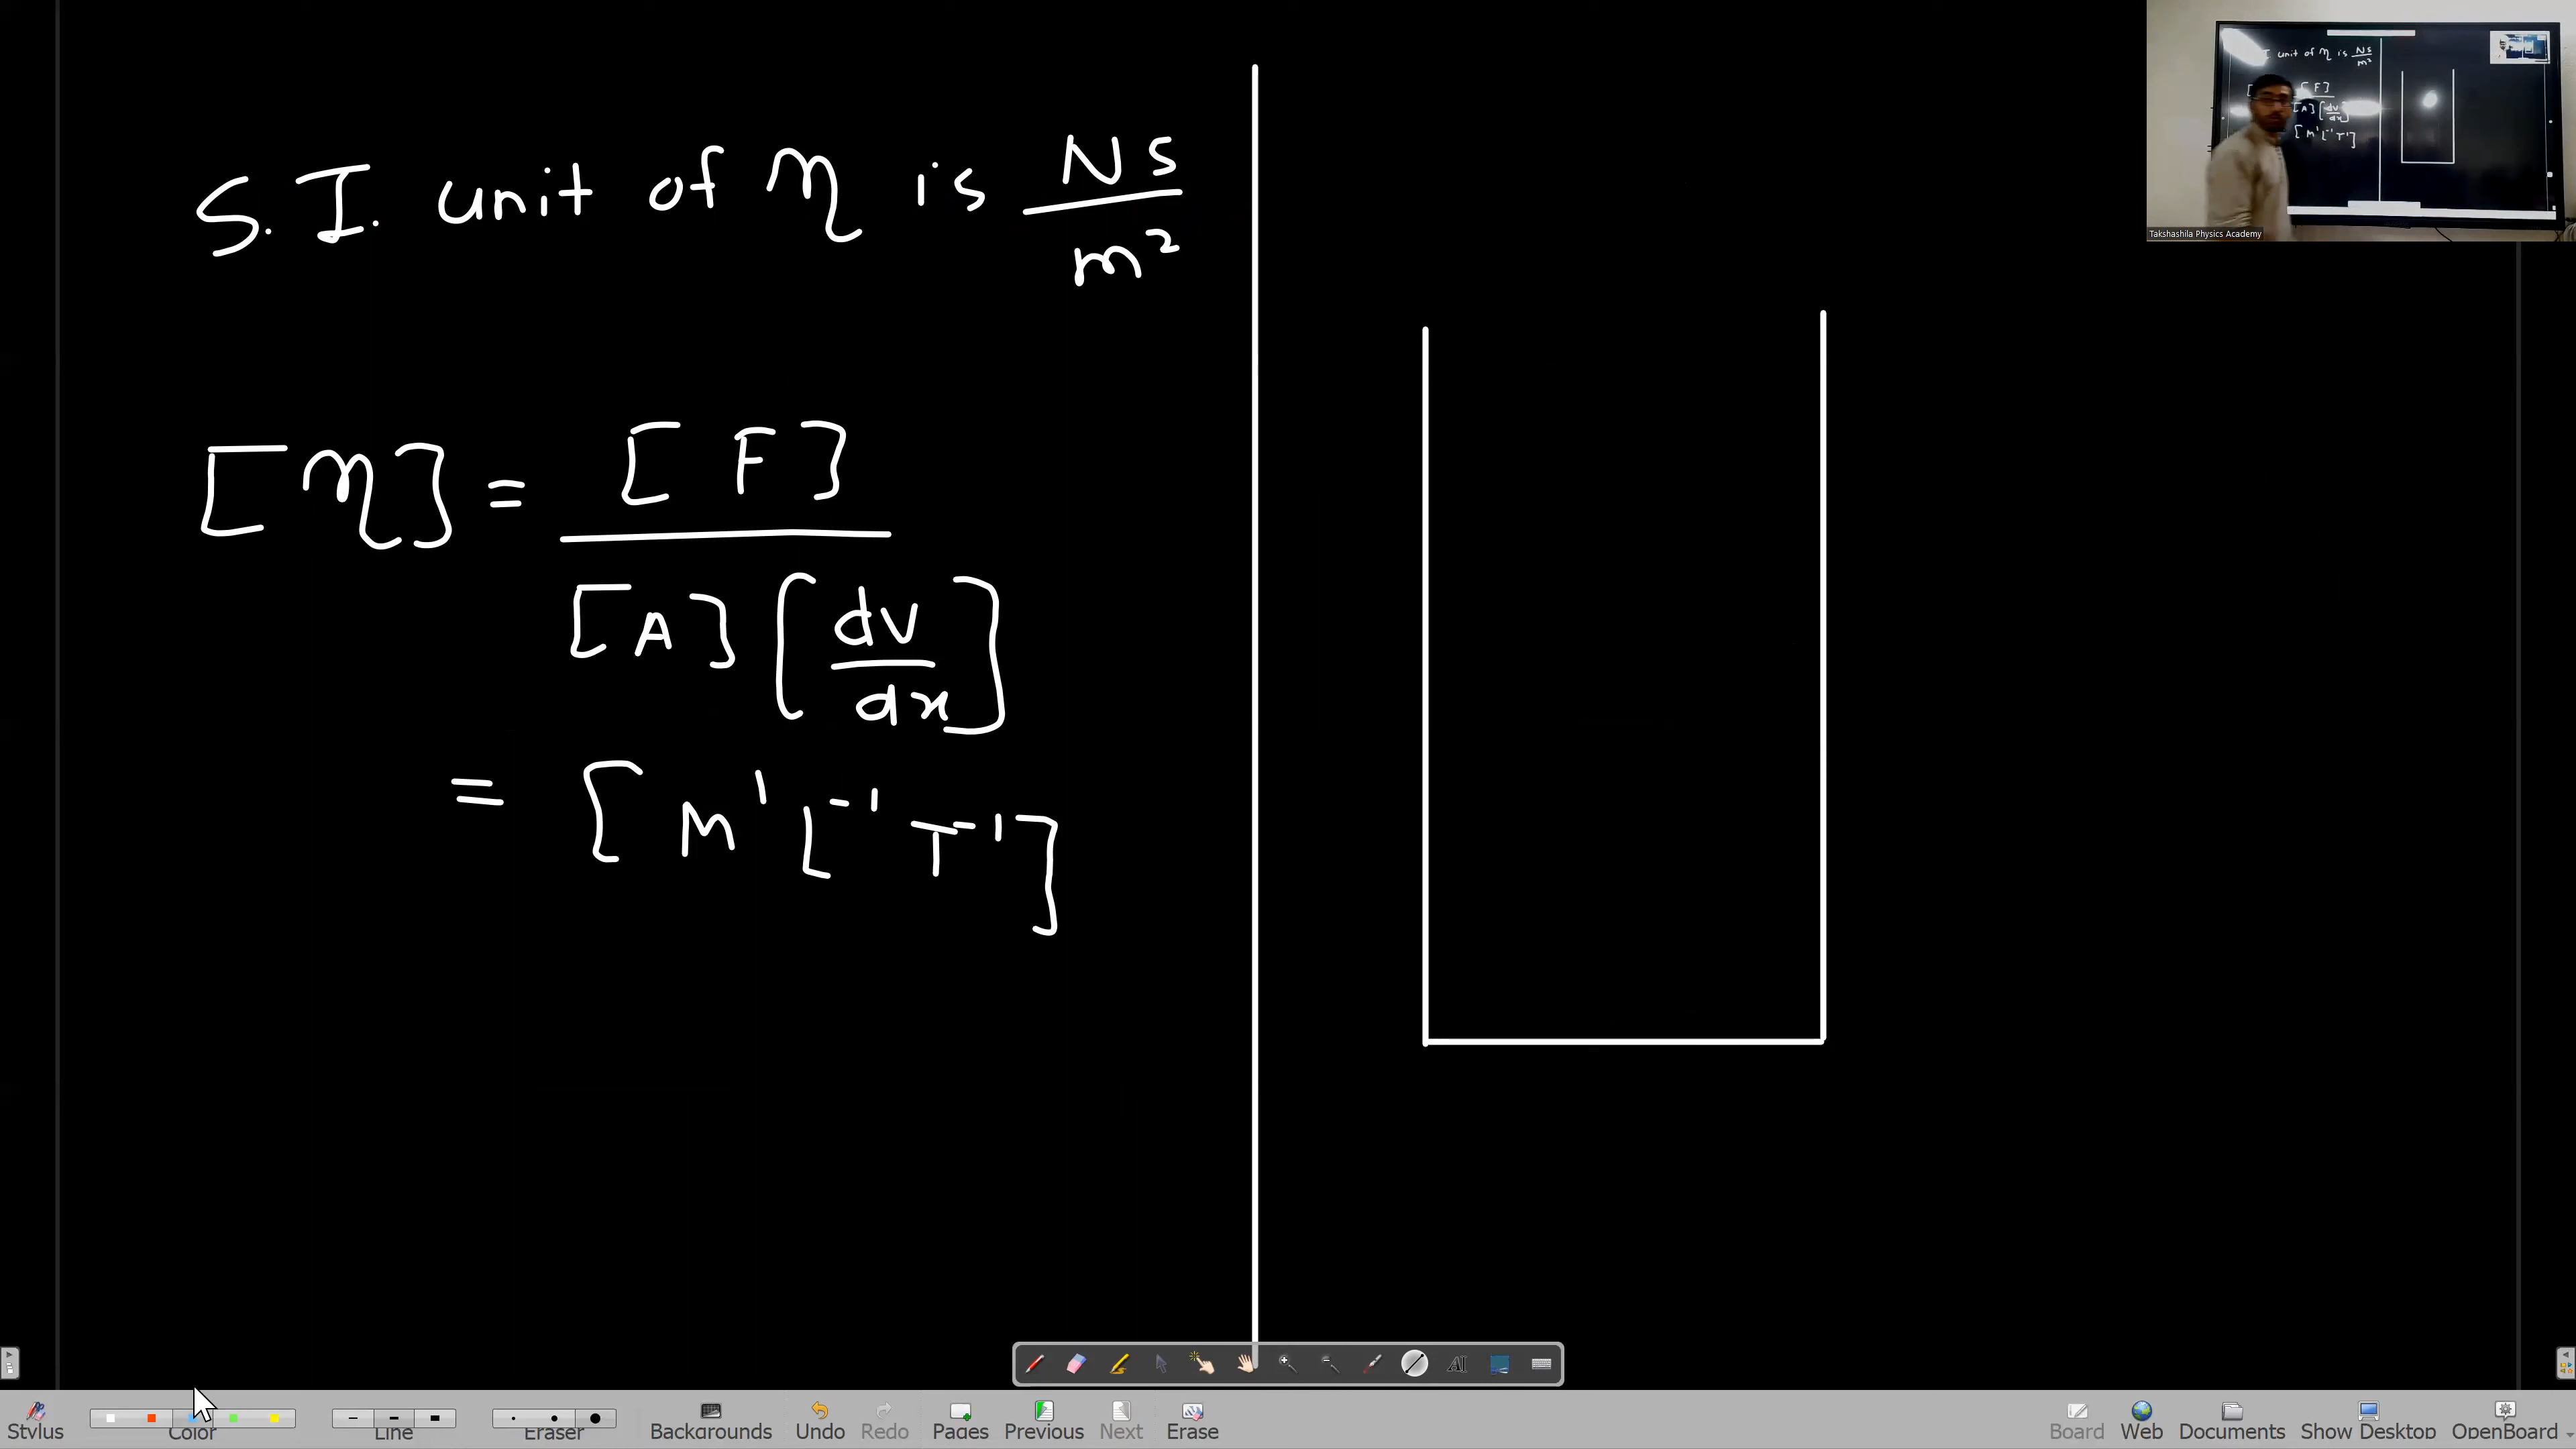 S. I. unit of η is Ns/m²
[η] = [F]/[A][dv/dx]
= [M¹L⁻¹T⁻¹]
Takshashila Physics Academy
Stylus Color Line Eraser Backgrounds Undo Redo Pages Previous Next Erase Board Web Documents Show Desktop OpenBoard